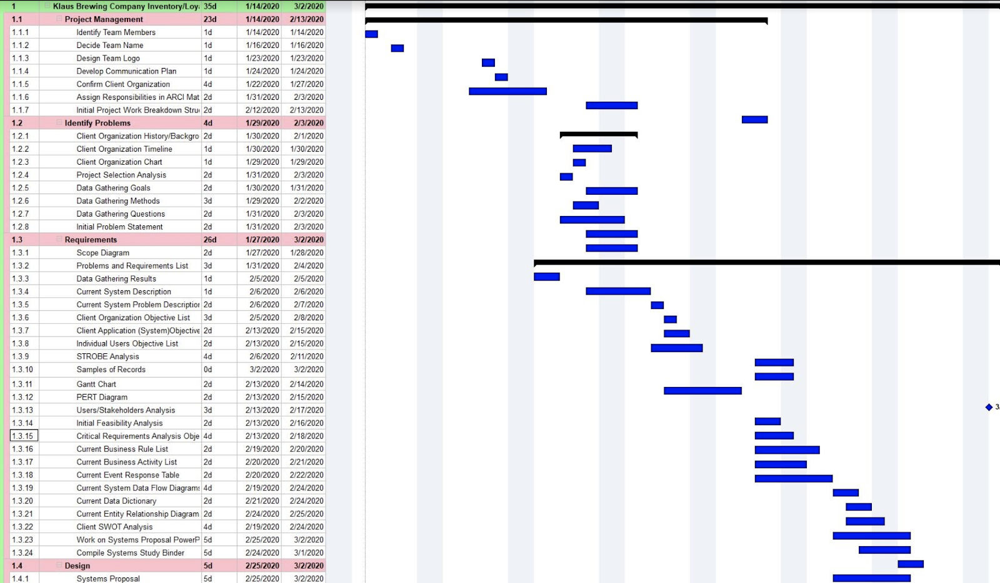 1 Klaus Brewing Company Inventory/Loy 35d 1/14/2020 3/2/2020
1.1 Project Management 23d 1/14/2020 2/13/2020
1.1.1 Identify Team Members 1d 1/14/2020 1/14/2020
1.1.2 Decide Team Name 1d 1/16/2020 1/16/2020
1.1.3 Design Team Logo 1d 1/23/2020 1/23/2020
1.1.4 Develop Communication Plan 1d 1/24/2020 1/24/2020
1.1.5 Confirm Client Organization 4d 1/22/2020 1/27/2020
1.1.6 Assign Responsibilities in ARCI Mat 2d 1/31/2020 2/3/2020
1.1.7 Initial Project Work Breakdown Stru 2d 2/12/2020 2/13/2020
1.2 Identify Problems 4d 1/29/2020 2/3/2020
1.2.1 Client Organization History/Backgro 2d 1/30/2020 2/1/2020
1.2.2 Client Organization Timeline 1d 1/30/2020 1/30/2020
1.2.3 Client Organization Chart 1d 1/29/2020 1/29/2020
1.2.4 Project Selection Analysis 2d 1/31/2020 2/3/2020
1.2.5 Data Gathering Goals 2d 1/30/2020 1/31/2020
1.2.6 Data Gathering Methods 3d 1/29/2020 2/2/2020
1.2.7 Data Gathering Questions 2d 1/31/2020 2/3/2020
1.2.8 Initial Problem Statement 2d 1/31/2020 2/3/2020
1.3 Requirements 26d 1/27/2020 3/2/2020
1.3.1 Scope Diagram 2d 1/27/2020 1/28/2020
1.3.2 Problems and Requirements List 3d 1/31/2020 2/4/2020
1.3.3 Data Gathering Results 1d 2/5/2020 2/5/2020
1.3.4 Current System Description 1d 2/6/2020 2/6/2020
1.3.5 Current System Problem Description 2d 2/6/2020 2/7/2020
1.3.6 Client Organization Objective List 3d 2/5/2020 2/8/2020
1.3.7 Client Application (System)Objective 2d 2/13/2020 2/15/2020
1.3.8 Individual Users Objective List 2d 2/13/2020 2/15/2020
1.3.9 STROBE Analysis 4d 2/6/2020 2/11/2020
1.3.10 Samples of Records 0d 3/2/2020 3/2/2020
1.3.11 Gantt Chart 2d 2/13/2020 2/14/2020
1.3.12 PERT Diagram 2d 2/13/2020 2/15/2020
1.3.13 Users/Stakeholders Analysis 3d 2/13/2020 2/17/2020 3
1.3.14 Initial Feasibility Analysis 2d 2/13/2020 2/16/2020
1.3.15 Critical Requirements Analysis Obje 4d 2/13/2020 2/18/2020
1.3.16 Current Business Rule List 2d 2/19/2020 2/20/2020
1.3.17 Current Business Activity List 2d 2/20/2020 2/21/2020
1.3.18 Current Event Response Table 2d 2/20/2020 2/22/2020
1.3.19 Current System Data Flow Diagrams 4d 2/19/2020 2/24/2020
1.3.20 Current Data Dictionary 2d 2/21/2020 2/24/2020
1.3.21 Current Entity Relationship Diagram 2d 2/24/2020 2/25/2020
1.3.22 Client SWOT Analysis 4d 2/19/2020 2/24/2020
1.3.23 Work on Systems Proposal PowerP 5d 2/25/2020 3/2/2020
1.3.24 Compile Systems Study Binder 5d 2/24/2020 3/1/2020
1.4 Design 5d 2/25/2020 3/2/2020
1.4.1 Systems Proposal 5d 2/25/2020 3/2/2020